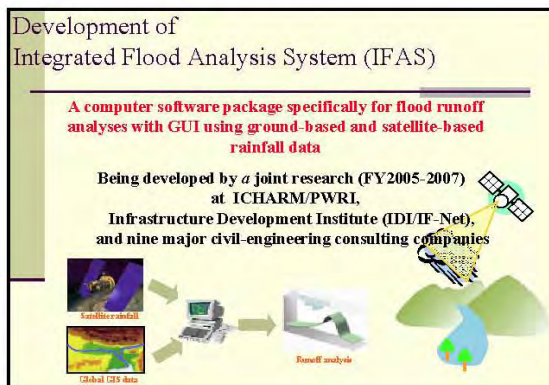 Development of
Integrated Flood Analysis System (IFAS)
A computer software package specifically for flood runoff
analyses with GUI using ground-based and satellite-based
rainfall data
Being developed by a joint research (FY2005-2007)
at ICHARM/PWRI,
Infrastructure Development Institute (IDI/IF-Net),
and nine major civil-engineering consulting companies
Satellite rainfall
Global GIS data
Runoff analysis